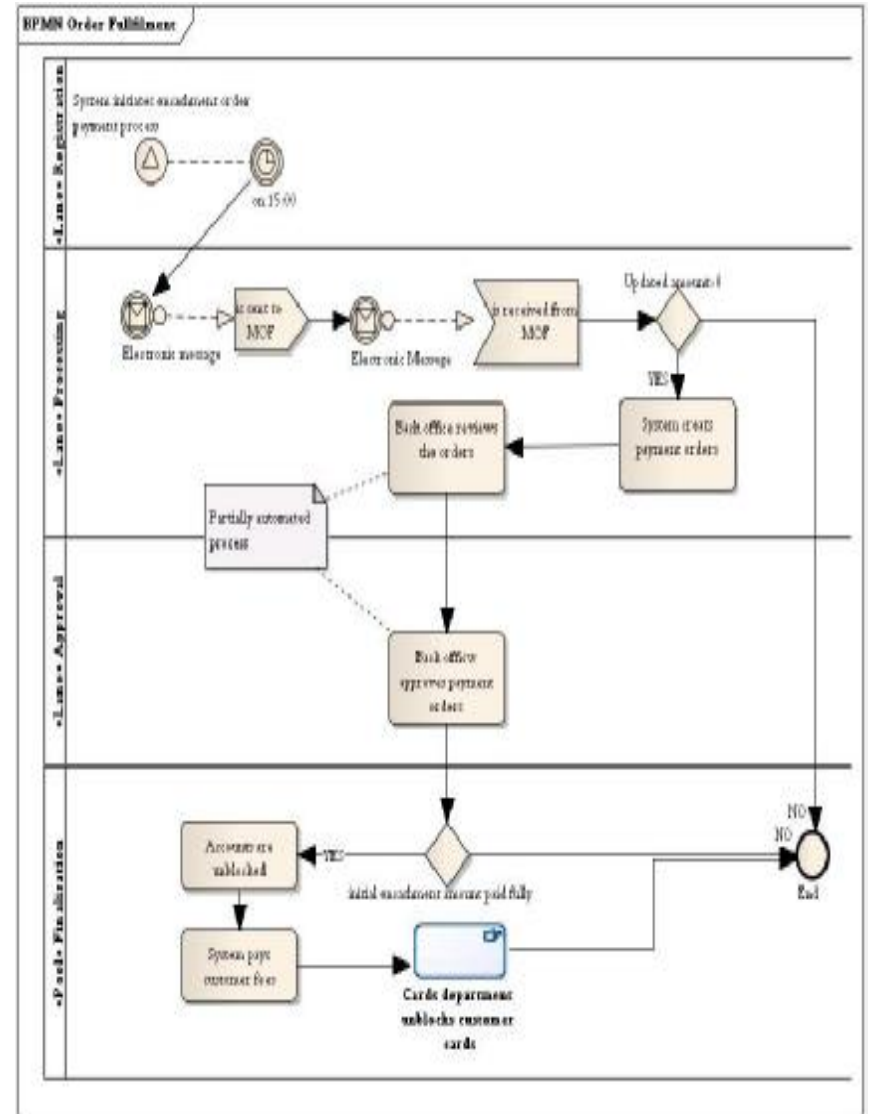 BPMN Order Fulfilment
«Lane» Registration
System initiates encashment order
payment process
on 15:00
«Lane» Processing
Electronic message
is sent to
MOF
Electronic Message
is received from
MOF
Updated amounts
YES
NO
System creats
payment orders
Back office reviews
the orders
Partially automated
process
«Lane» Approval
Back office
approves payment
orders
«Pool» Finalization
Accounts are
unblocked
YES
initial encashment amount paid fully
NO
End
System pays
customer fees
Cards department
unblocks customer
cards